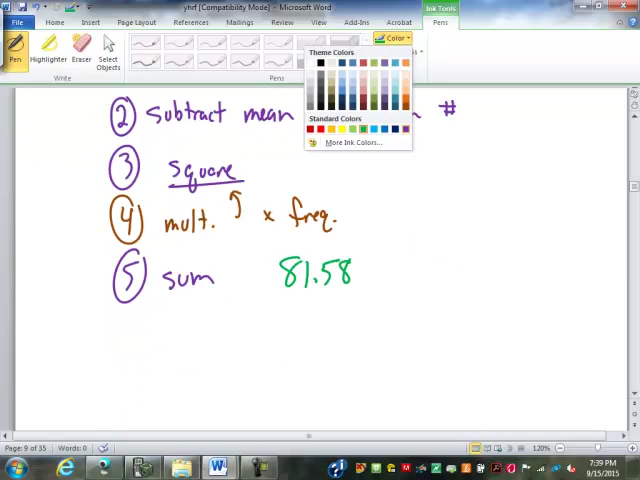 yhrf [Compatibility Mode] - Microsoft Word
Ink Tools
File Home Insert Page Layout References Mailings Review View Add-Ins Acrobat Pens
Color
Pen Highlighter Eraser Select Objects
Write Pens
Theme Colors
Standard Colors
More Ink Colors...
2 subtract mean #
3 square
4 mult. x freq.
5 sum 81.58
Page: 9 of 35 Words: 0 120%
7:39 PM
9/15/2015